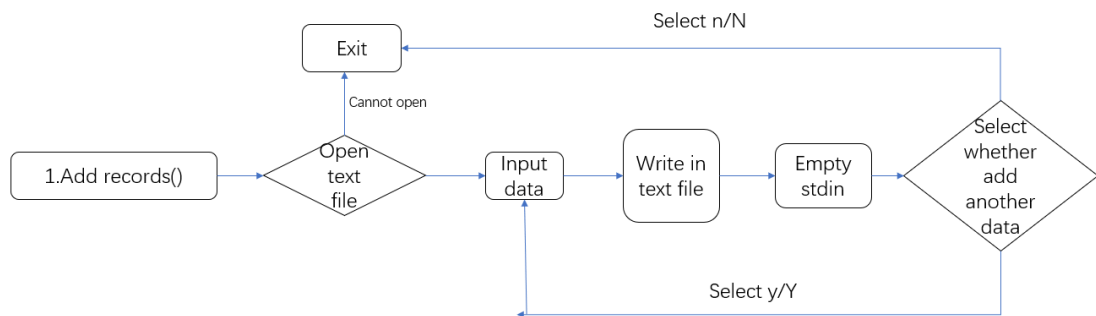 Select n/N
Exit
Cannot open
1.Add records()
Open
text
file
Input
data
Write in
text file
Empty
stdin
Select
whether
add
another
data
Select y/Y